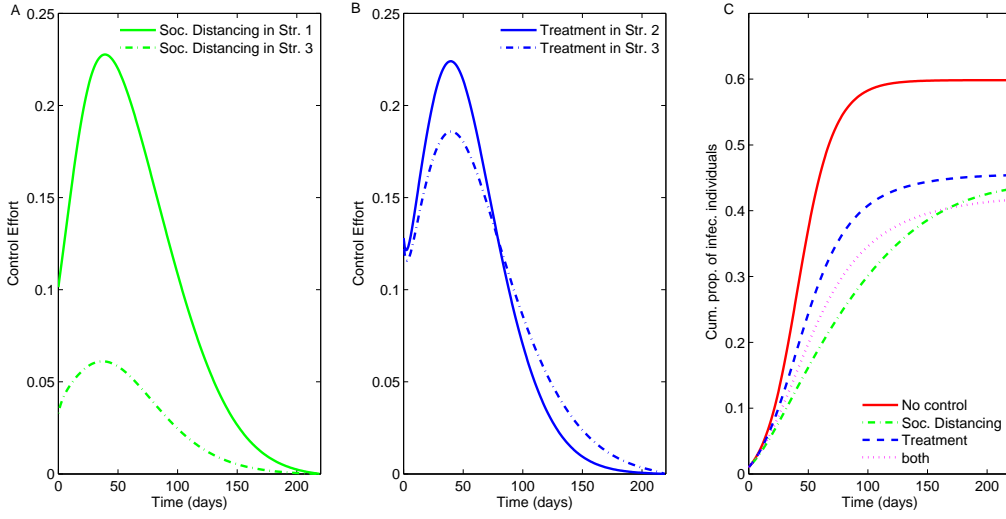 A
0.25
0.2
0.15
0.1
0.05
0
Control Effort
0
50
100
150
200
Time (days)
Soc. Distancing in Str. 1
Soc. Distancing in Str. 3
B
0.25
0.2
0.15
0.1
0.05
0
Control Effort
0
50
100
150
200
Time (days)
Treatment in Str. 2
Treatment in Str. 3
C
0.6
0.5
0.4
0.3
0.2
0.1
0
Cum. prop. of infec. individuals
0
50
100
150
200
Time (days)
No control
Soc. Distancing
Treatment
both